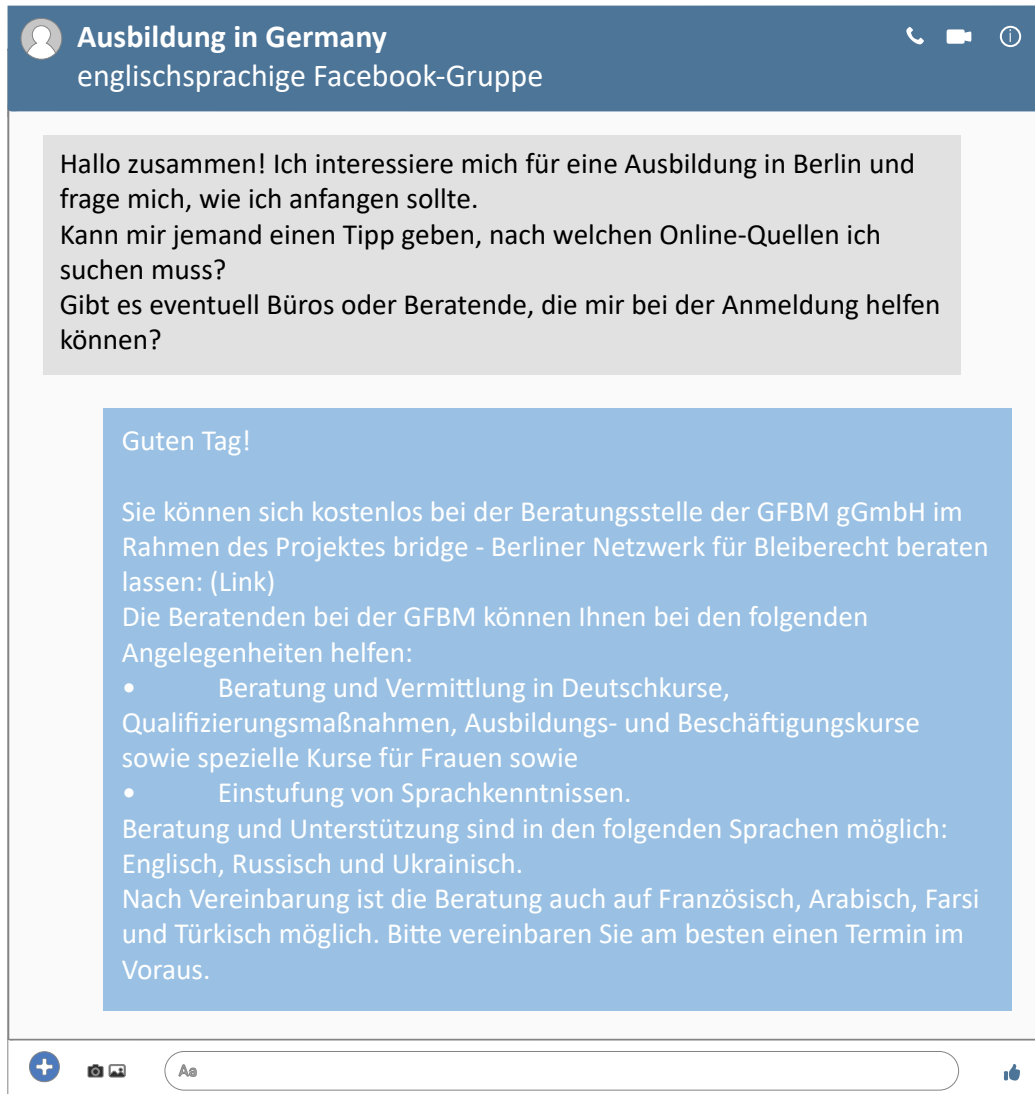 Ausbildung in Germany
englischsprachige Facebook-Gruppe
Hallo zusammen! Ich interessiere mich für eine Ausbildung in Berlin und
frage mich, wie ich anfangen sollte.
Kann mir jemand einen Tipp geben, nach welchen Online-Quellen ich
suchen muss?
Gibt es eventuell Büros oder Beratende, die mir bei der Anmeldung helfen
können?
Guten Tag!
Sie können sich kostenlos bei der Beratungsstelle der GFBM gGmbH im
Rahmen des Projektes bridge - Berliner Netzwerk für Bleiberecht beraten
lassen: (Link)
Die Beratenden bei der GFBM können Ihnen bei den folgenden
Angelegenheiten helfen:
• Beratung und Vermittlung in Deutschkurse,
Qualifizierungsmaßnahmen, Ausbildungs- und Beschäftigungskurse
sowie spezielle Kurse für Frauen sowie
• Einstufung von Sprachkenntnissen.
Beratung und Unterstützung sind in den folgenden Sprachen möglich:
Englisch, Russisch und Ukrainisch.
Nach Vereinbarung ist die Beratung auch auf Französisch, Arabisch, Farsi
und Türkisch möglich. Bitte vereinbaren Sie am besten einen Termin im
Voraus.
Aa